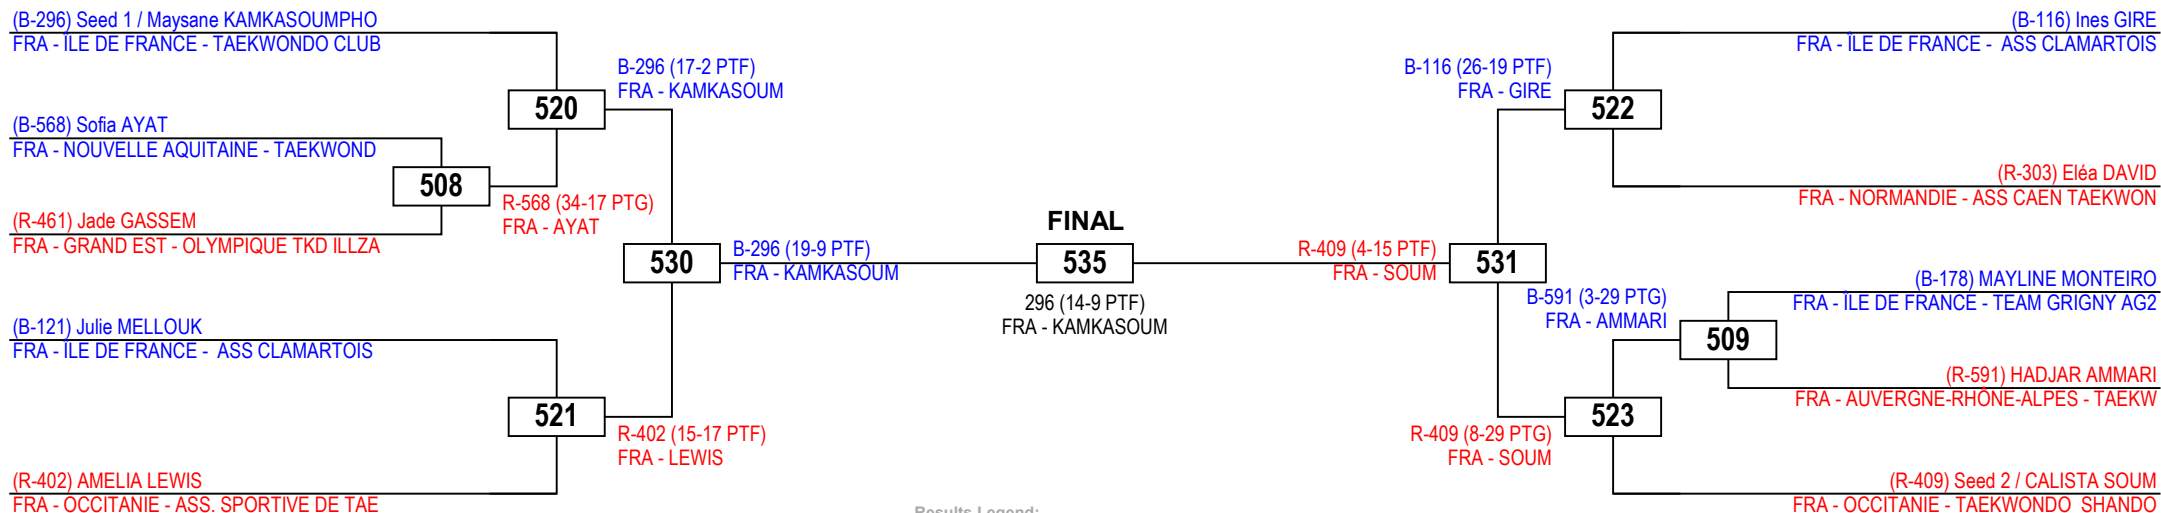 (B-296) Seed 1 / Maysane KAMKASOUMPHO
FRA - ÎLE DE FRANCE - TAEKWONDO CLUB
B-296 (17-2 PTF)
FRA - KAMKASOUM
520
(B-568) Sofia AYAT
FRA - NOUVELLE AQUITAINE - TAEKWOND
508
R-568 (34-17 PTG)
FRA - AYAT
(R-461) Jade GASSEM
FRA - GRAND EST - OLYMPIQUE TKD ILLZA
530
B-296 (19-9 PTF)
FRA - KAMKASOUM
(B-121) Julie MELLOUK
FRA - ÎLE DE FRANCE -  ASS CLAMARTOIS
521
R-402 (15-17 PTF)
FRA - LEWIS
(R-402) AMELIA LEWIS
FRA - OCCITANIE - ASS. SPORTIVE DE TAE
FINAL
535
296 (14-9 PTF)
FRA - KAMKASOUM
(B-116) Ines GIRE
FRA - ÎLE DE FRANCE -  ASS CLAMARTOIS
B-116 (26-19 PTF)
FRA - GIRE
522
(R-303) Eléa DAVID
FRA - NORMANDIE - ASS CAEN TAEKWON
R-409 (4-15 PTF)
FRA - SOUM
531
(B-178) MAYLINE MONTEIRO
FRA - ÎLE DE FRANCE - TEAM GRIGNY AG2
B-591 (3-29 PTG)
FRA - AMMARI
509
(R-591) HADJAR AMMARI
FRA - AUVERGNE-RHÔNE-ALPES - TAEKW
523
R-409 (8-29 PTG)
FRA - SOUM
(R-409) Seed 2 / CALISTA SOUM
FRA - OCCITANIE - TAEKWONDO  SHANDO
Results Legend: